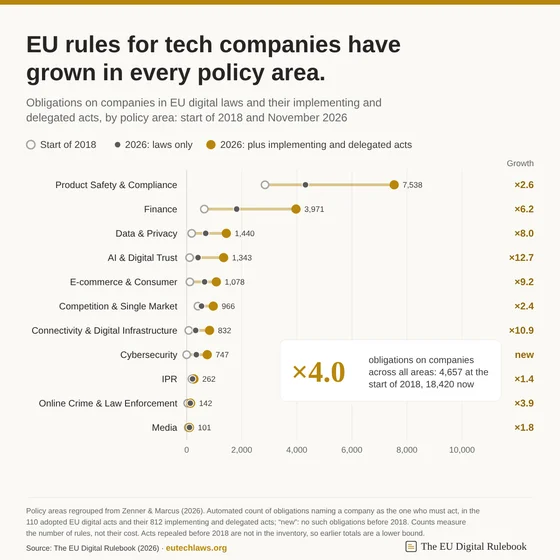 EU rules for tech companies have
grown in every policy area.
Obligations on companies in EU digital laws and their implementing and
delegated acts, by policy area: start of 2018 and November 2026
Start of 2018 2026: laws only 2026: plus implementing and delegated acts
Growth
Product Safety & Compliance 7,538 ×2.6
Finance 3,971 ×6.2
Data & Privacy 1,440 ×8.0
AI & Digital Trust 1,343 ×12.7
E-commerce & Consumer 1,078 ×9.2
Competition & Single Market 966 ×2.4
Connectivity & Digital Infrastructure 832 ×10.9
Cybersecurity 747 new
IPR 262 ×1.4
Online Crime & Law Enforcement 142 ×3.9
Media 101 ×1.8
×4.0
obligations on companies
across all areas: 4,657 at the
start of 2018, 18,420 now
0 2,000 4,000 6,000 8,000 10,000
Policy areas regrouped from Zenner & Marcus (2026). Automated count of obligations naming a company as the one who must act, in the
110 adopted EU digital acts and their 812 implementing and delegated acts; “new”: no such obligations before 2018. Counts measure
the number of rules, not their cost. Acts repealed before 2018 are not in the inventory, so earlier totals are a lower bound.
Source: The EU Digital Rulebook (2026) · eutechlaws.org
The EU Digital Rulebook